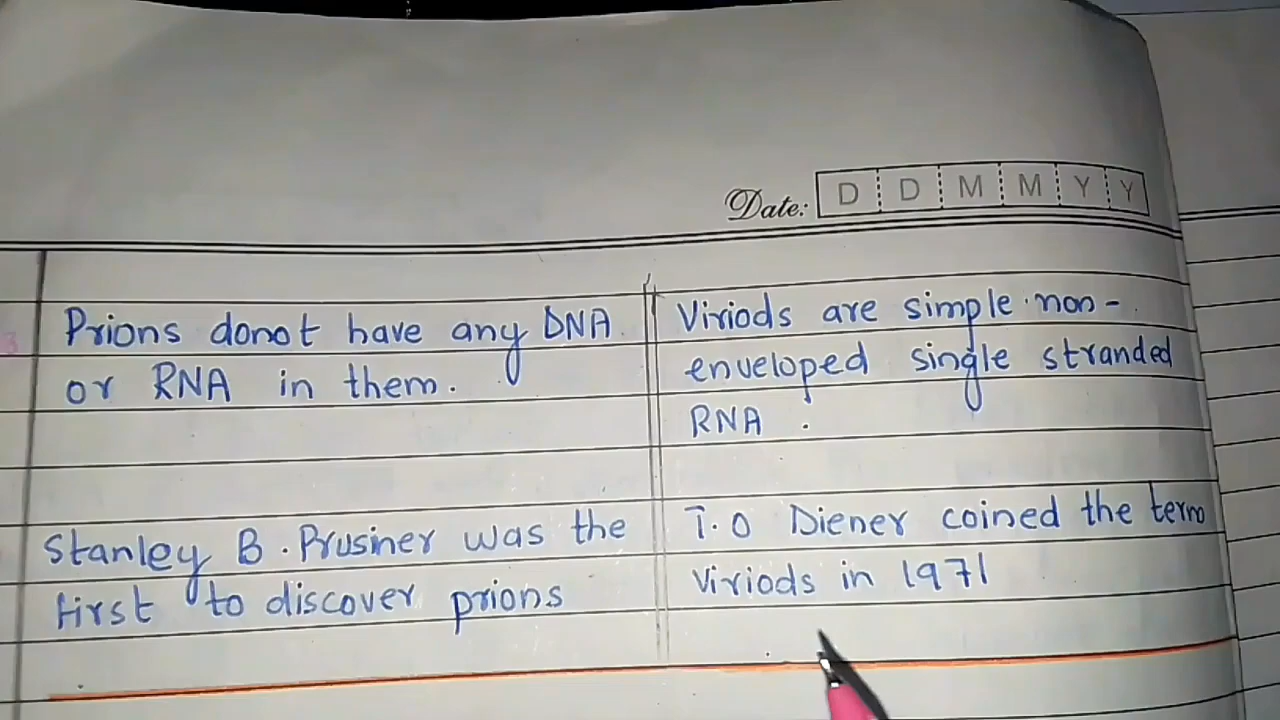 Date: D D M M Y Y
Prions donot have any DNA
or RNA in them.
Viriods are simple non-
enveloped single stranded
RNA.
Stanley B. Prusiner was the
first to discover prions
T.O Diener coined the term
Viriods in 1971